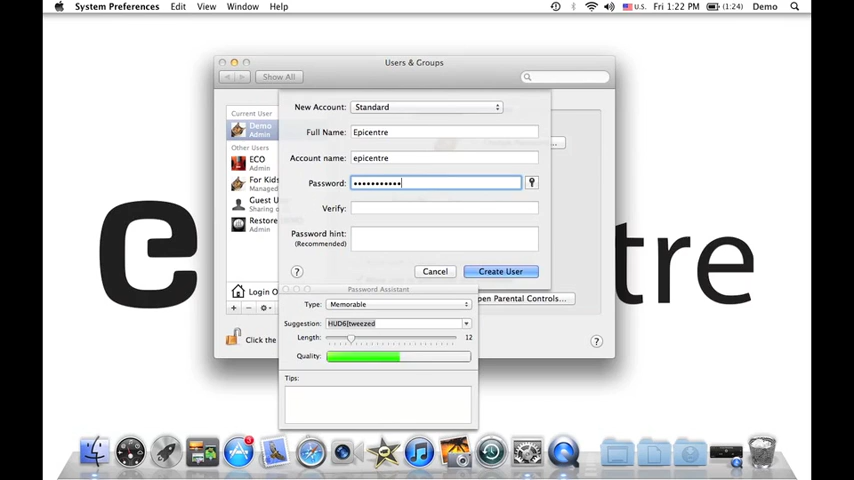 System Preferences Edit View Window Help
U.S. Fri 1:22 PM (1:24) Demo
Users & Groups
Show All
Current User
Demo
Admin
Other Users
ECO
Admin
For Kids
Managed
Guest U
Sharing o
Restore
Admin
Login O
Click the
New Account: Standard
Full Name: Epicentre
Account name: epicentre
Password: •••••••••••
Verify:
Password hint:
(Recommended)
Cancel
Create User
pen Parental Controls...
Password Assistant
Type: Memorable
Suggestion: HUD6[tweezed
Length: 12
Quality:
Tips:
e
tre
3